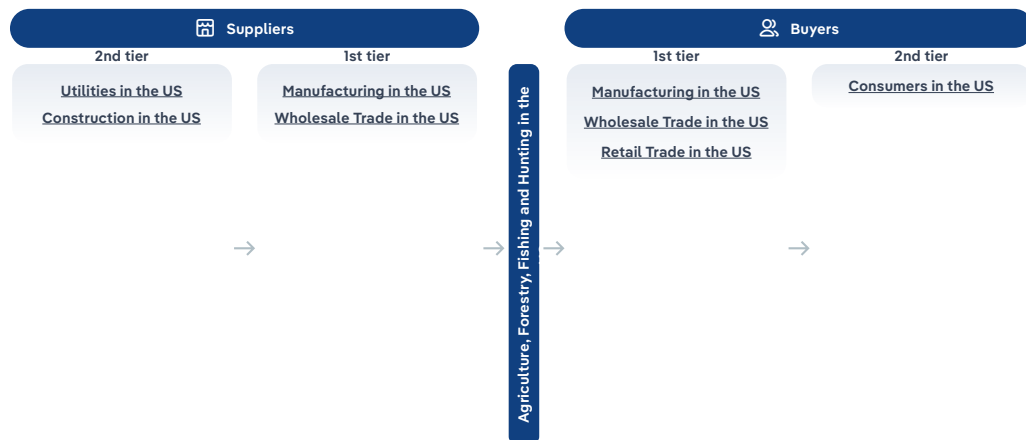 Suppliers
Buyers
2nd tier
1st tier
1st tier
2nd tier
Utilities in the US
Construction in the US
Manufacturing in the US
Wholesale Trade in the US
Agriculture, Forestry, Fishing and Hunting in the
Manufacturing in the US
Wholesale Trade in the US
Retail Trade in the US
Consumers in the US